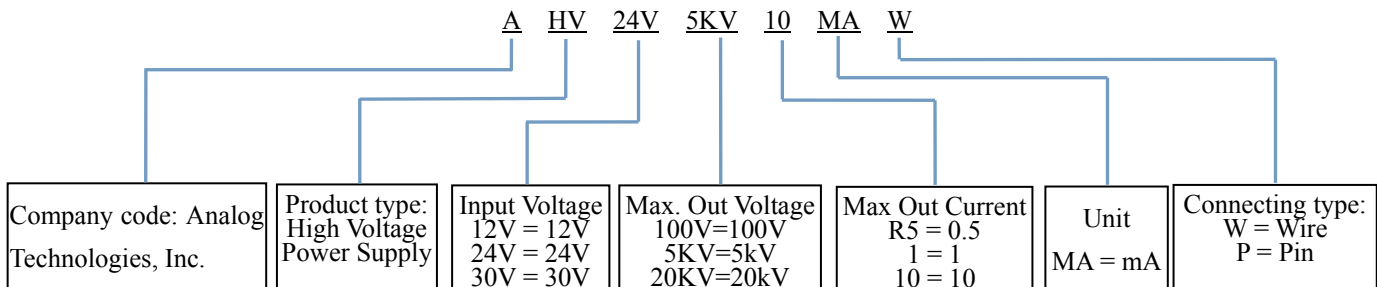 A HV 24V 5KV 10 MA W
Company code: Analog
Technologies, Inc.
Product type:
High Voltage
Power Supply
Input Voltage
12V = 12V
24V = 24V
30V = 30V
Max. Out Voltage
100V=100V
5KV=5kV
20KV=20kV
Max Out Current
R5 = 0.5
1 = 1
10 = 10
Unit
MA = mA
Connecting type:
W = Wire
P = Pin